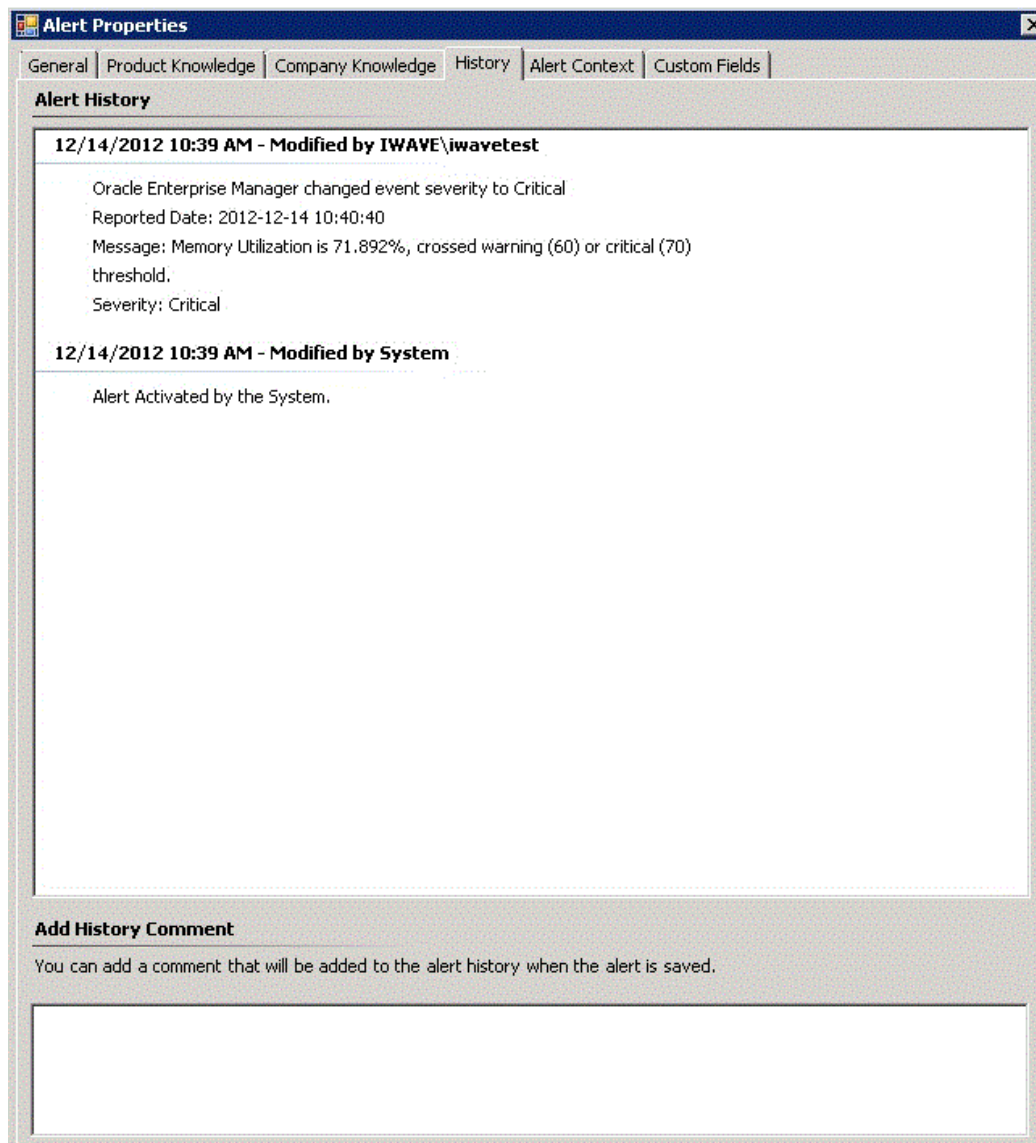 Alert Properties
General Product Knowledge Company Knowledge History Alert Context Custom Fields
Alert History
12/14/2012 10:39 AM - Modified by IWAVE\iwavetest
Oracle Enterprise Manager changed event severity to Critical
Reported Date: 2012-12-14 10:40:40
Message: Memory Utilization is 71.892%, crossed warning (60) or critical (70)
threshold.
Severity: Critical
12/14/2012 10:39 AM - Modified by System
Alert Activated by the System.
Add History Comment
You can add a comment that will be added to the alert history when the alert is saved.